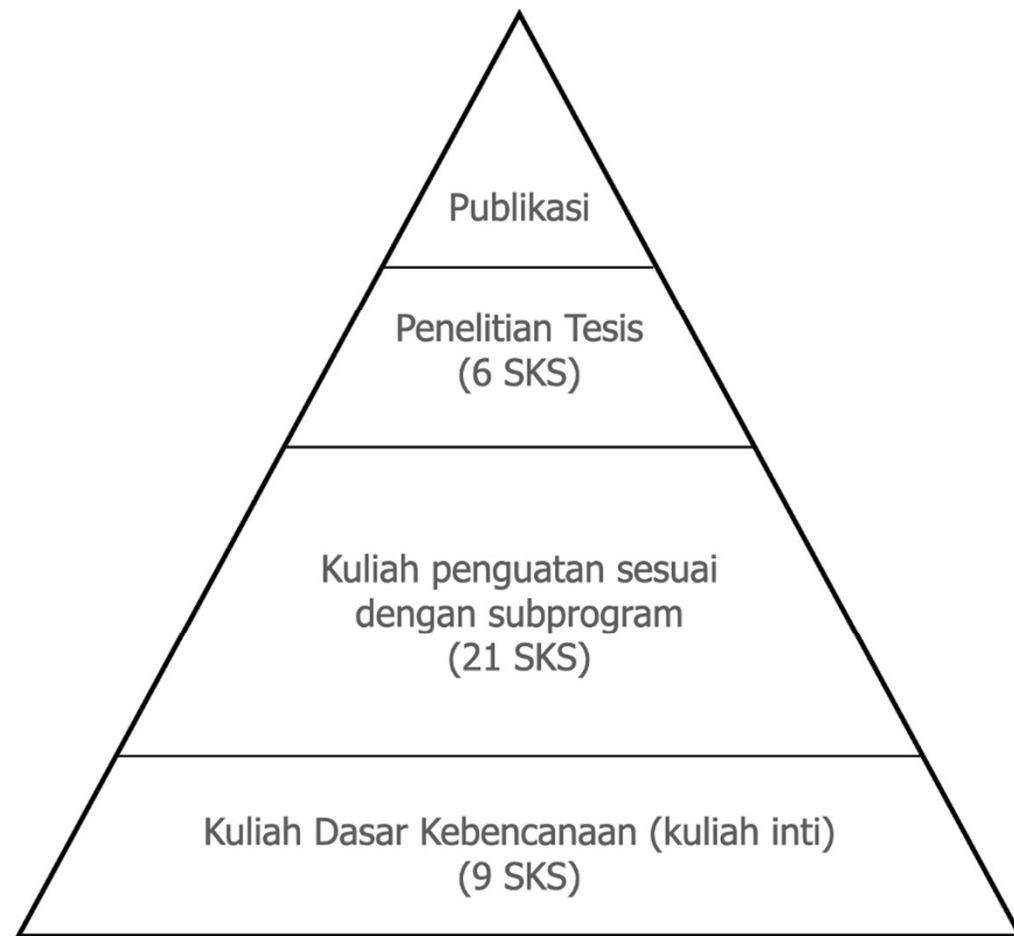 Publikasi
Penelitian Tesis
(6 SKS)
Kuliah penguatan sesuai
dengan subprogram
(21 SKS)
Kuliah Dasar Kebencanaan (kuliah inti)
(9 SKS)